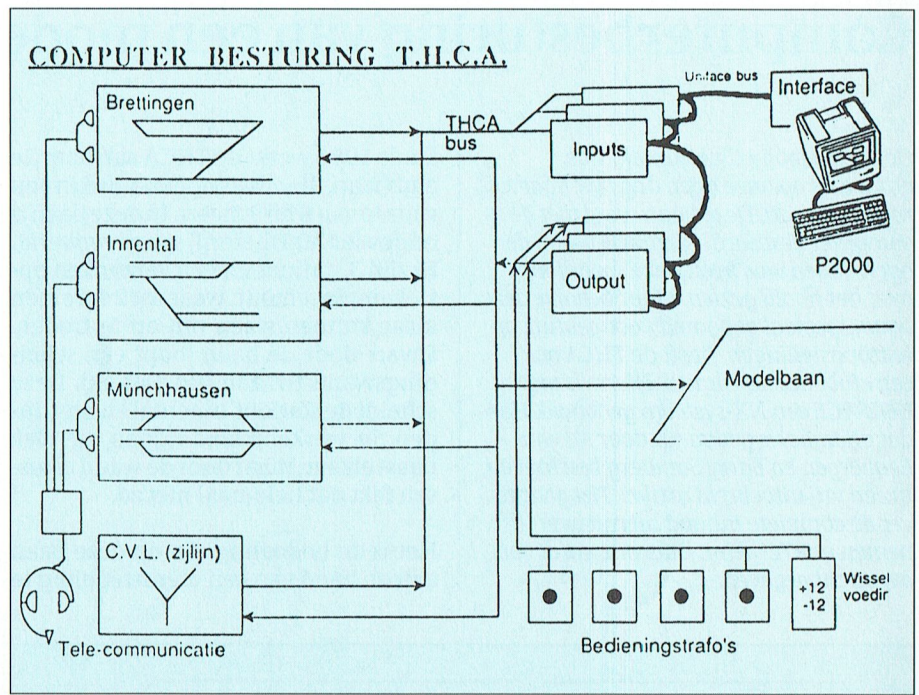 COMPUTER BESTURING T.H.C.A.
Brettingen
THCA
bus
Inputs
Interface
P2000
Innental
Output
Modelbaan
Münchhausen
C.V.L. (zijlijn)
Tele-communicatie
+12
-12
Wissel
voedir
Bedieningstrafo's